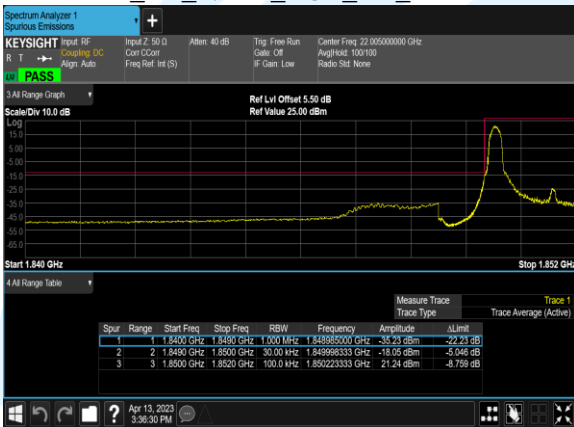 Spectrum Analyzer 1
Spurious Emissions
+
KEYSIGHT Input: RF Input Z: 50 Ω Atten: 40 dB Trig: Free Run Center Freq: 22.005000000 GHz
R T Coupling: DC Corr CCorr Gate: Off Avg|Hold: 100/100
Align: Auto Freq Ref: Int (S) IF Gain: Low Radio Std: None
PASS
3 All Range Graph
Ref Lvl Offset 5.50 dB
Scale/Div 10.0 dB Ref Value 25.00 dBm
Log
15.0
5.00
-5.00
-15.0
-25.0
-35.0
-45.0
-55.0
-65.0
Start 1.840 GHz Stop 1.852 GHz
4 All Range Table
Measure Trace Trace 1
Trace Type Trace Average (Active)
Spur Range Start Freq Stop Freq RBW Frequency Amplitude ΔLimit
1 1 1.8400 GHz 1.8490 GHz 1.000 MHz 1.848985000 GHz -35.23 dBm -22.23 dB
2 2 1.8490 GHz 1.8500 GHz 30.00 kHz 1.849998333 GHz -18.05 dBm -5.046 dB
3 3 1.8500 GHz 1.8520 GHz 100.0 kHz 1.850223333 GHz 21.24 dBm -8.759 dB
? Apr 13, 2023
3:36:30 PM